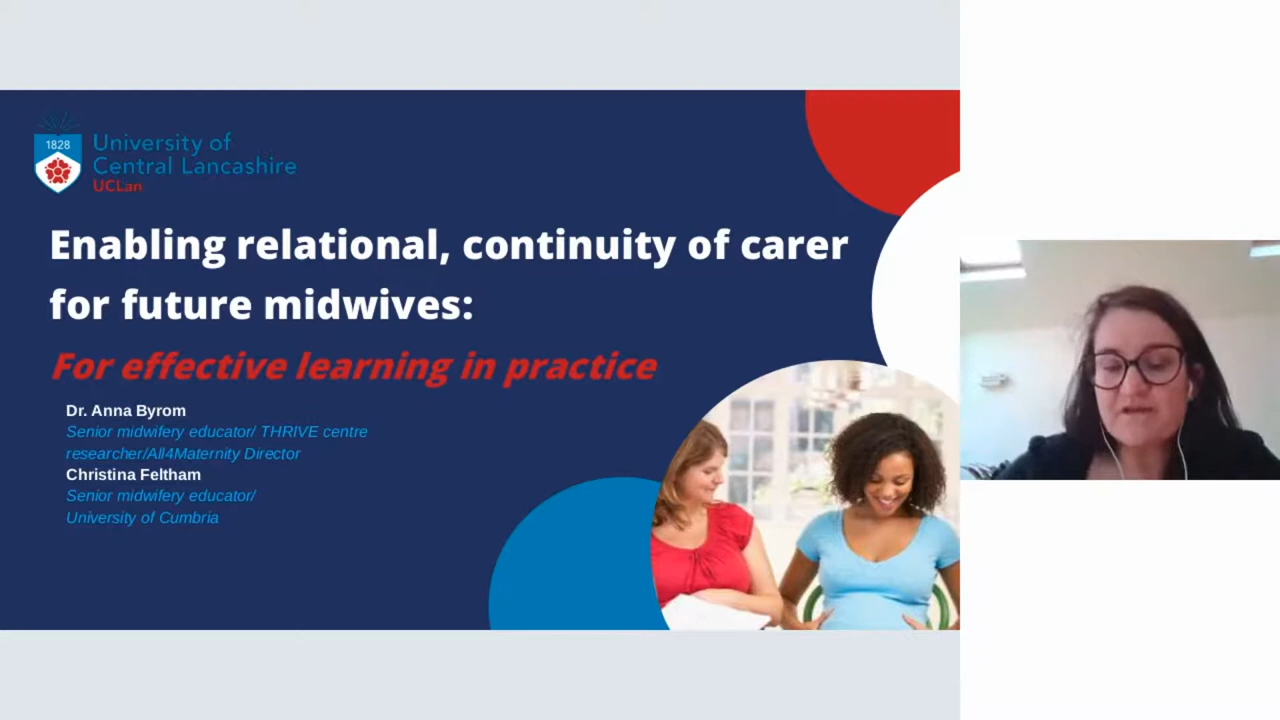 1828
University of
Central Lancashire
UCLan
Enabling relational, continuity of carer
for future midwives:
For effective learning in practice
Dr. Anna Byrom
Senior midwifery educator/ THRIVE centre
researcher/All4Maternity Director
Christina Feltham
Senior midwifery educator/
University of Cumbria